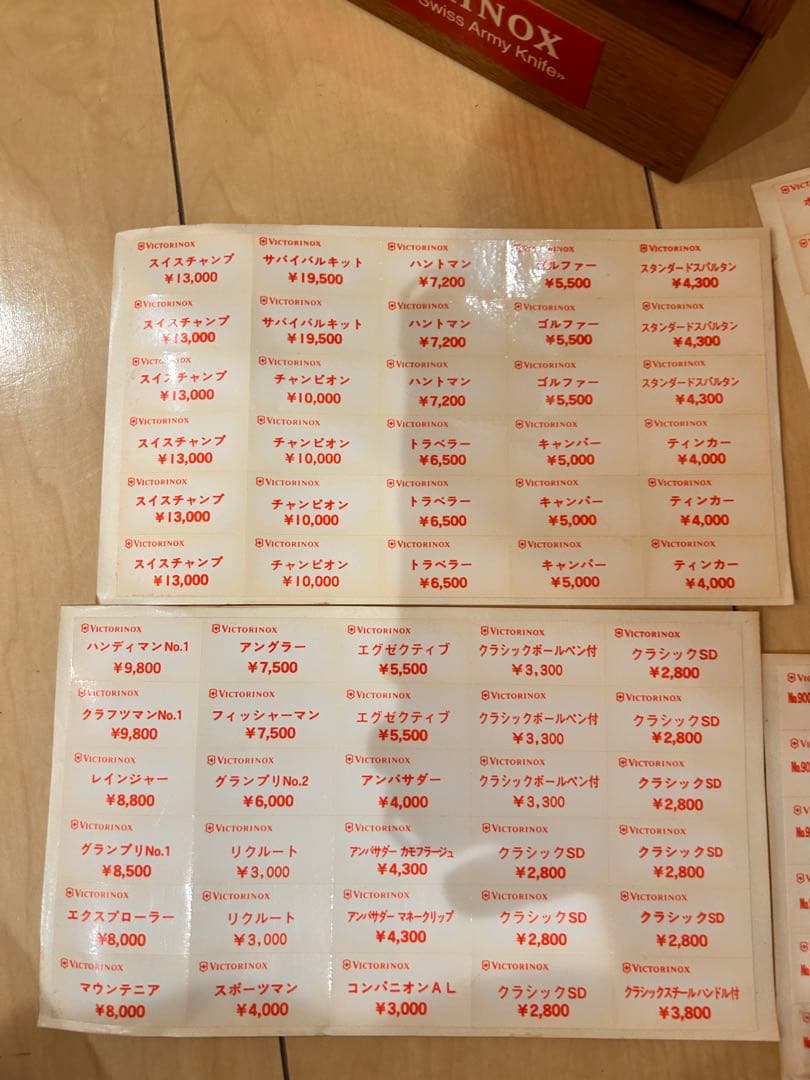 INOX
Swiss Army Knife»
VICTORINOX VICTORINOX VICTORINOX VICTORINOX VICTORINOX
スイスチャンプ サバイバルキット ハントマン ゴルファー スタンダードスパルタン
¥13,000 ¥19,500 ¥7,200 ¥5,500 ¥4,300
VICTORINOX VICTORINOX VICTORINOX VICTORINOX VICTORINOX
スイスチャンプ サバイバルキット ハントマン ゴルファー スタンダードスパルタン
¥13,000 ¥19,500 ¥7,200 ¥5,500 ¥4,300
VICTORINOX VICTORINOX VICTORINOX VICTORINOX VICTORINOX
スイスチャンプ チャンピオン ハントマン ゴルファー スタンダードスパルタン
¥13,000 ¥10,000 ¥7,200 ¥5,500 ¥4,300
VICTORINOX VICTORINOX VICTORINOX VICTORINOX VICTORINOX
スイスチャンプ チャンピオン トラベラー キャンパー ティンカー
¥13,000 ¥10,000 ¥6,500 ¥5,000 ¥4,000
VICTORINOX VICTORINOX VICTORINOX VICTORINOX VICTORINOX
スイスチャンプ チャンピオン トラベラー キャンパー ティンカー
¥13,000 ¥10,000 ¥6,500 ¥5,000 ¥4,000
VICTORINOX VICTORINOX VICTORINOX VICTORINOX VICTORINOX
スイスチャンプ チャンピオン トラベラー キャンパー ティンカー
¥13,000 ¥10,000 ¥6,500 ¥5,000 ¥4,000
VICTORINOX VICTORINOX VICTORINOX VICTORINOX VICTORINOX
ハンディマンNo.1 アングラー エグゼクティブ クラシックボールペン付 クラシックSD
¥9,800 ¥7,500 ¥5,500 ¥3,300 ¥2,800
VICTORINOX VICTORINOX VICTORINOX VICTORINOX VICTORINOX
クラフツマンNo.1 フィッシャーマン エグゼクティブ クラシックボールペン付 クラシックSD
¥9,800 ¥7,500 ¥5,500 ¥3,300 ¥2,800
VICTORINOX VICTORINOX VICTORINOX VICTORINOX VICTORINOX
レインジャー グランプリNo.2 アンバサダー クラシックボールペン付 クラシックSD
¥8,800 ¥6,000 ¥4,000 ¥3,300 ¥2,800
VICTORINOX VICTORINOX VICTORINOX VICTORINOX VICTORINOX
グランプリNo.1 リクルート アンバサダー カモフラージュ クラシックSD クラシックSD
¥8,500 ¥3,000 ¥4,300 ¥2,800 ¥2,800
VICTORINOX VICTORINOX VICTORINOX VICTORINOX VICTORINOX
エクスプローラー リクルート アンバサダー マネークリップ クラシックSD クラシックSD
¥8,000 ¥3,000 ¥4,300 ¥2,800 ¥2,800
VICTORINOX VICTORINOX VICTORINOX VICTORINOX VICTORINOX
マウンテニア スポーツマン コンパニオンAL クラシックSD クラシックスチールハンドル付
¥8,000 ¥4,000 ¥3,000 ¥2,800 ¥3,800